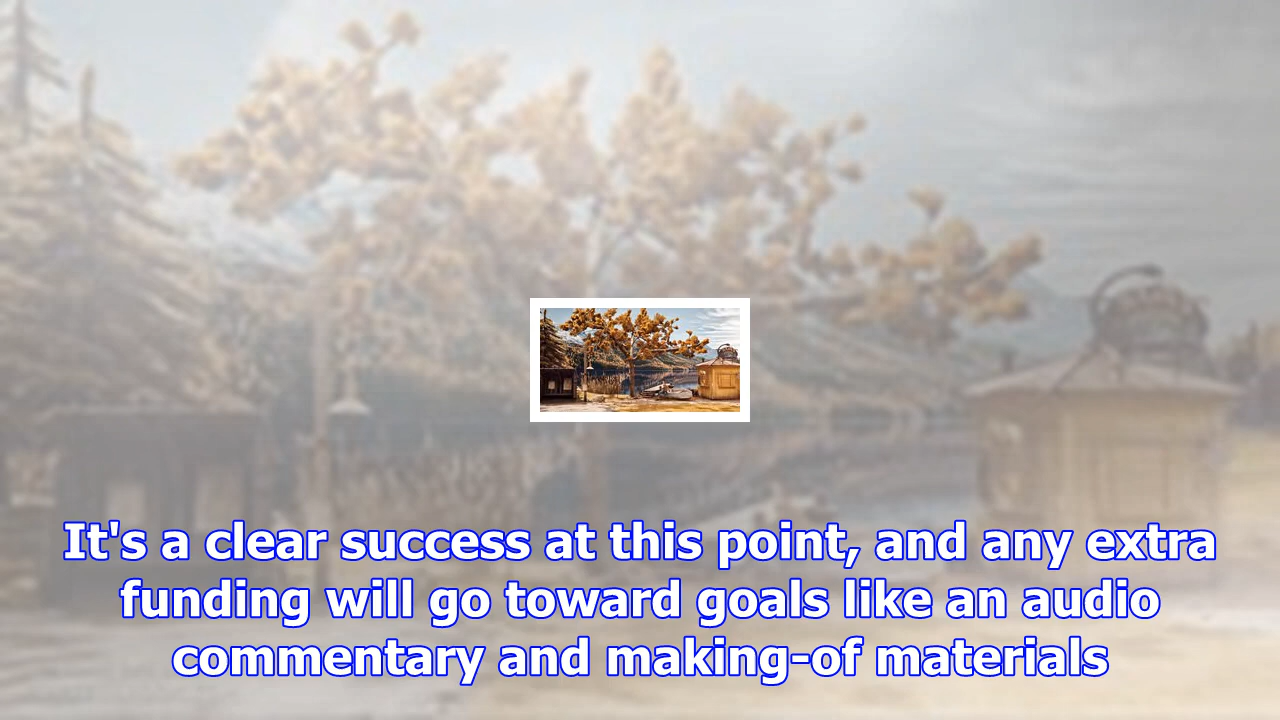 It's a clear success at this point, and any extra
funding will go toward goals like an audio
commentary and making-of materials